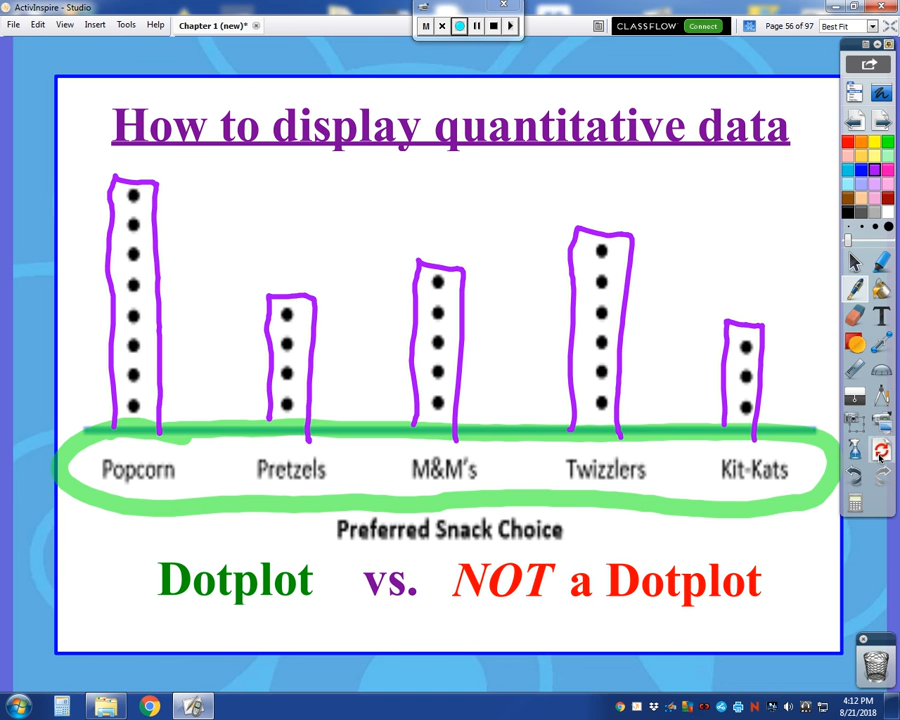 ActivInspire - Studio
File Edit View Insert Tools Help Chapter 1 (new)* CLASSFLOW Connect Page 56 of 97 Best Fit
How to display quantitative data
Popcorn Pretzels M&M's Twizzlers Kit-Kats
Preferred Snack Choice
Dotplot vs. NOT a Dotplot
4:12 PM
8/21/2018